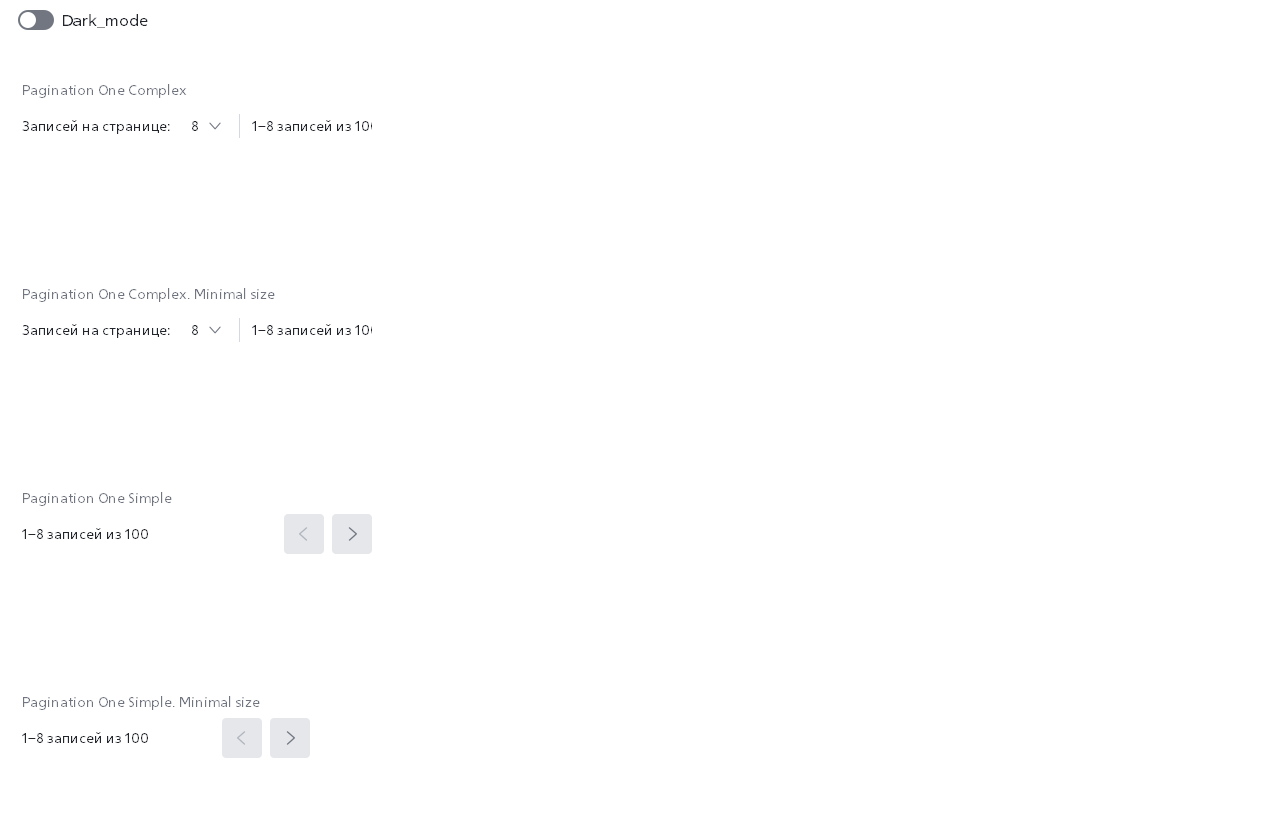 Dark_mode
Pagination One Complex
Записей на странице: 8 1–8 записей из 10
Pagination One Complex. Minimal size
Записей на странице: 8 1–8 записей из 10
Pagination One Simple
1–8 записей из 100
Pagination One Simple. Minimal size
1–8 записей из 100